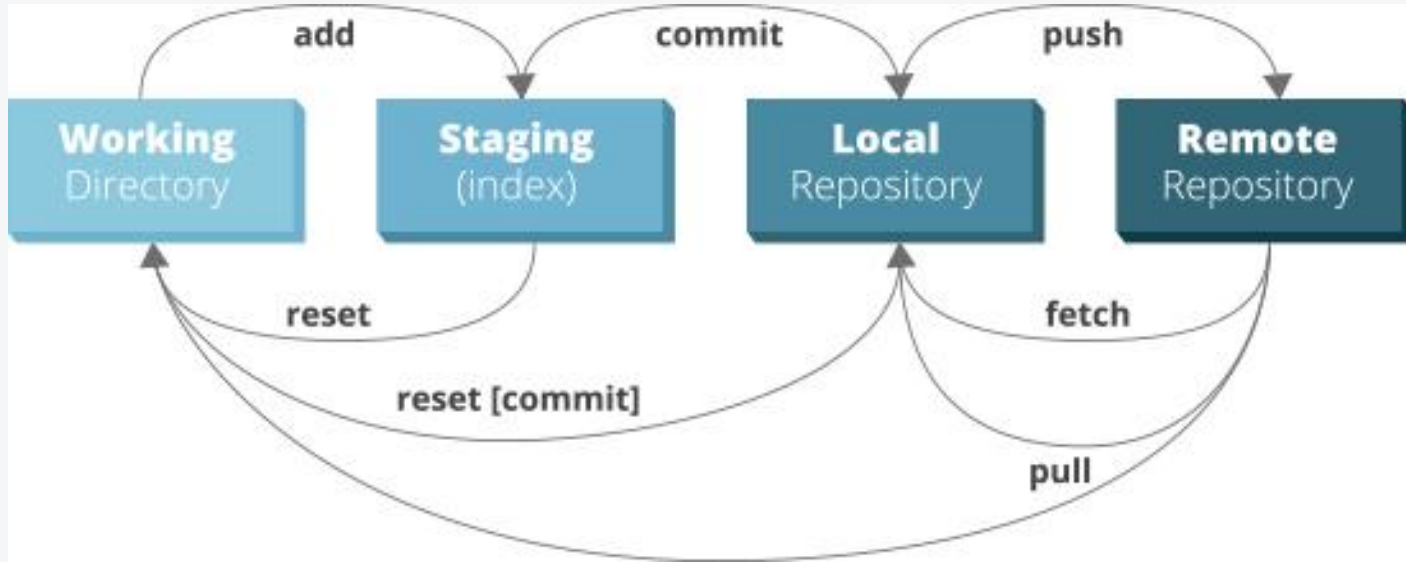 add
commit
push
Working
Directory
Staging
(index)
Local
Repository
Remote
Repository
reset
fetch
reset [commit]
pull